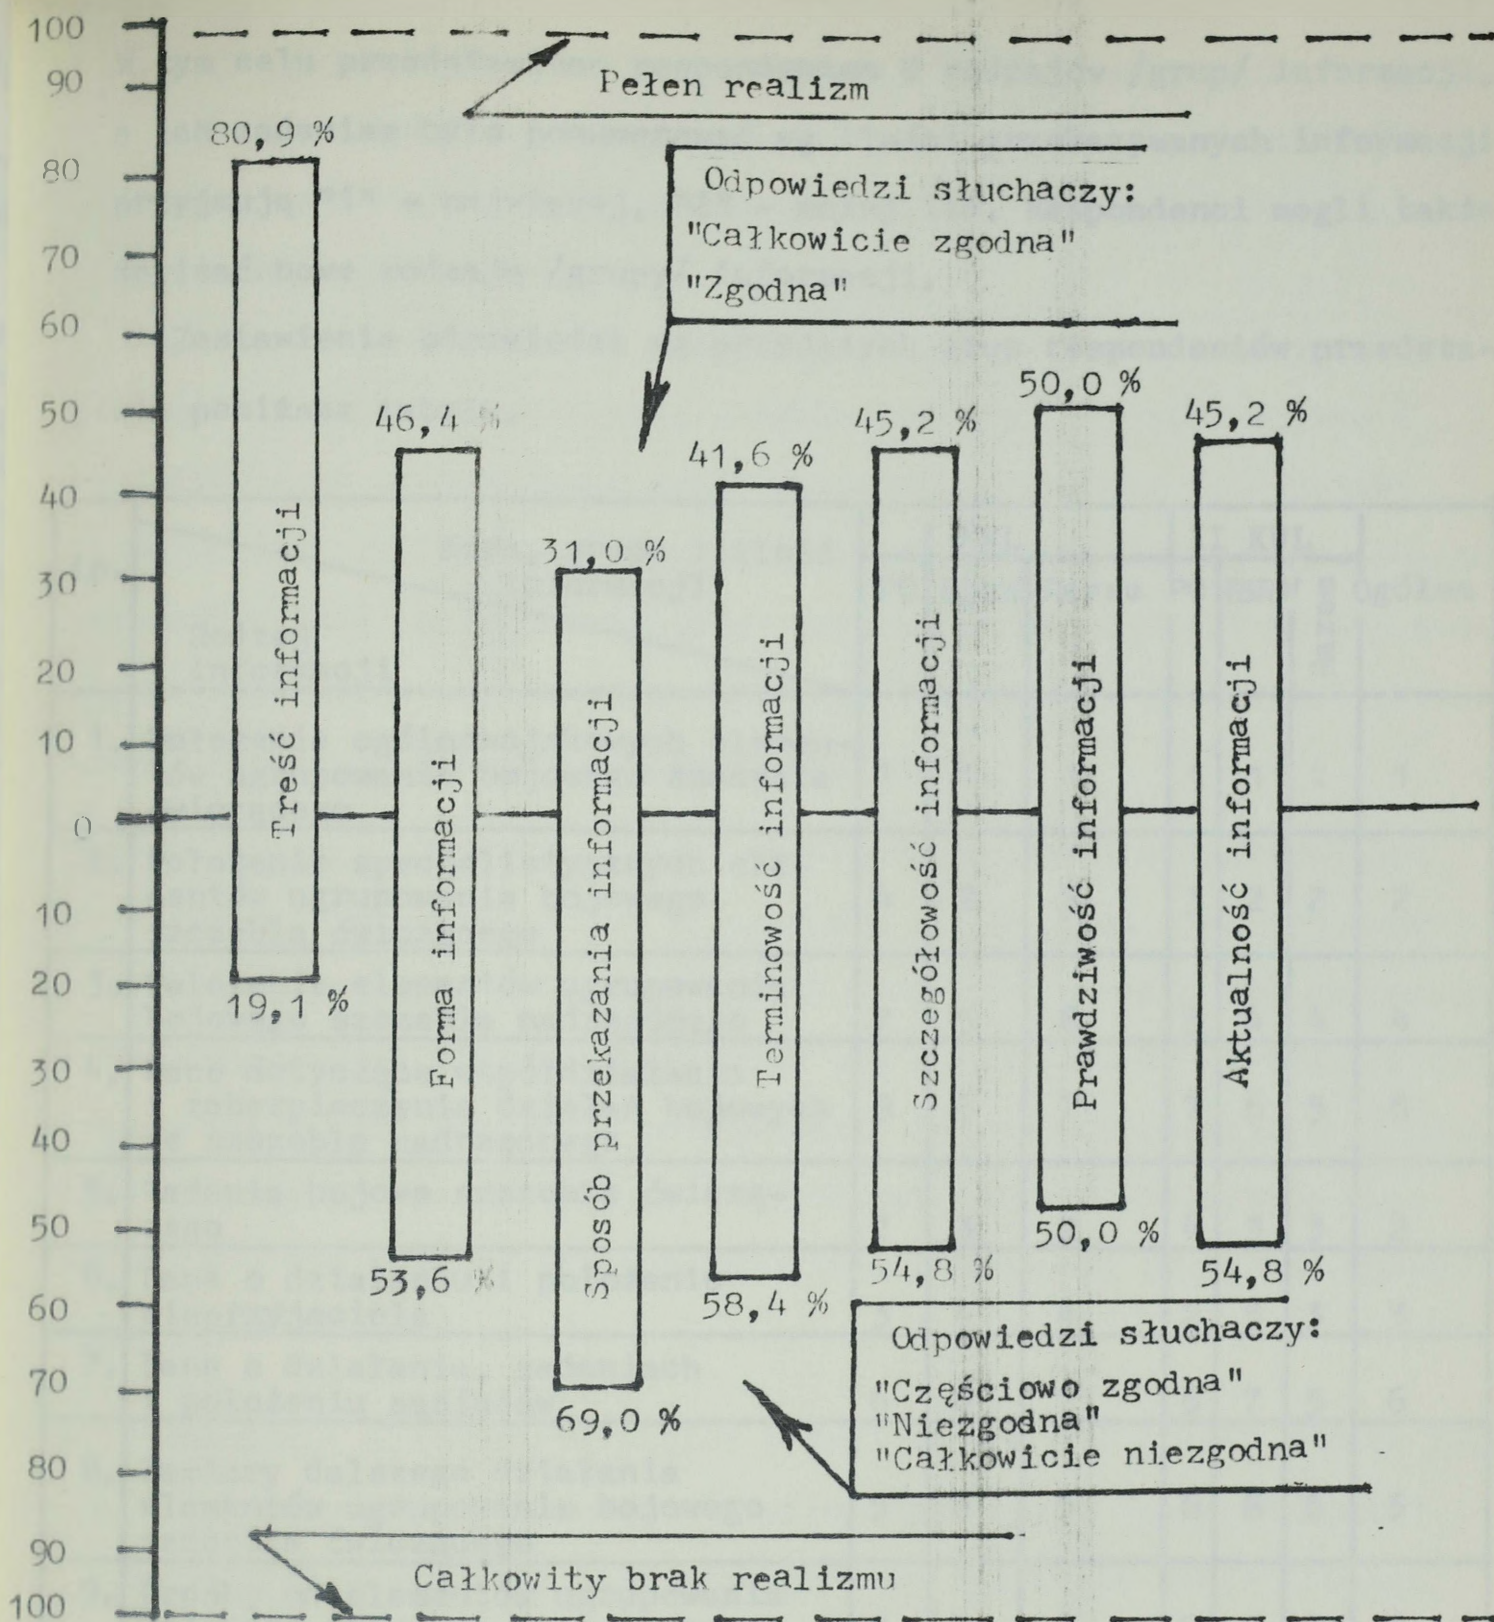 100
90
80
70
60
50
40
30
20
10
0
10
20
30
40
50
60
70
80
90
100
Pełen realizm
Odpowiedzi słuchaczy:
"Całkowicie zgodna"
"Zgodna"
80,9 %
Treść informacji
19,1 %
46,4 %
Forma informacji
53,6 %
31,0 %
Sposób przekazania informacji
69,0 %
41,6 %
Terminowość informacji
58,4 %
45,2 %
Szczegółowość informacji
54,8 %
50,0 %
Prawdziwość informacji
50,0 %
45,2 %
Aktualność informacji
54,8 %
Odpowiedzi słuchaczy:
"Częściowo zgodna"
"Niezgodna"
"Całkowicie niezgodna"
Całkowity brak realizmu